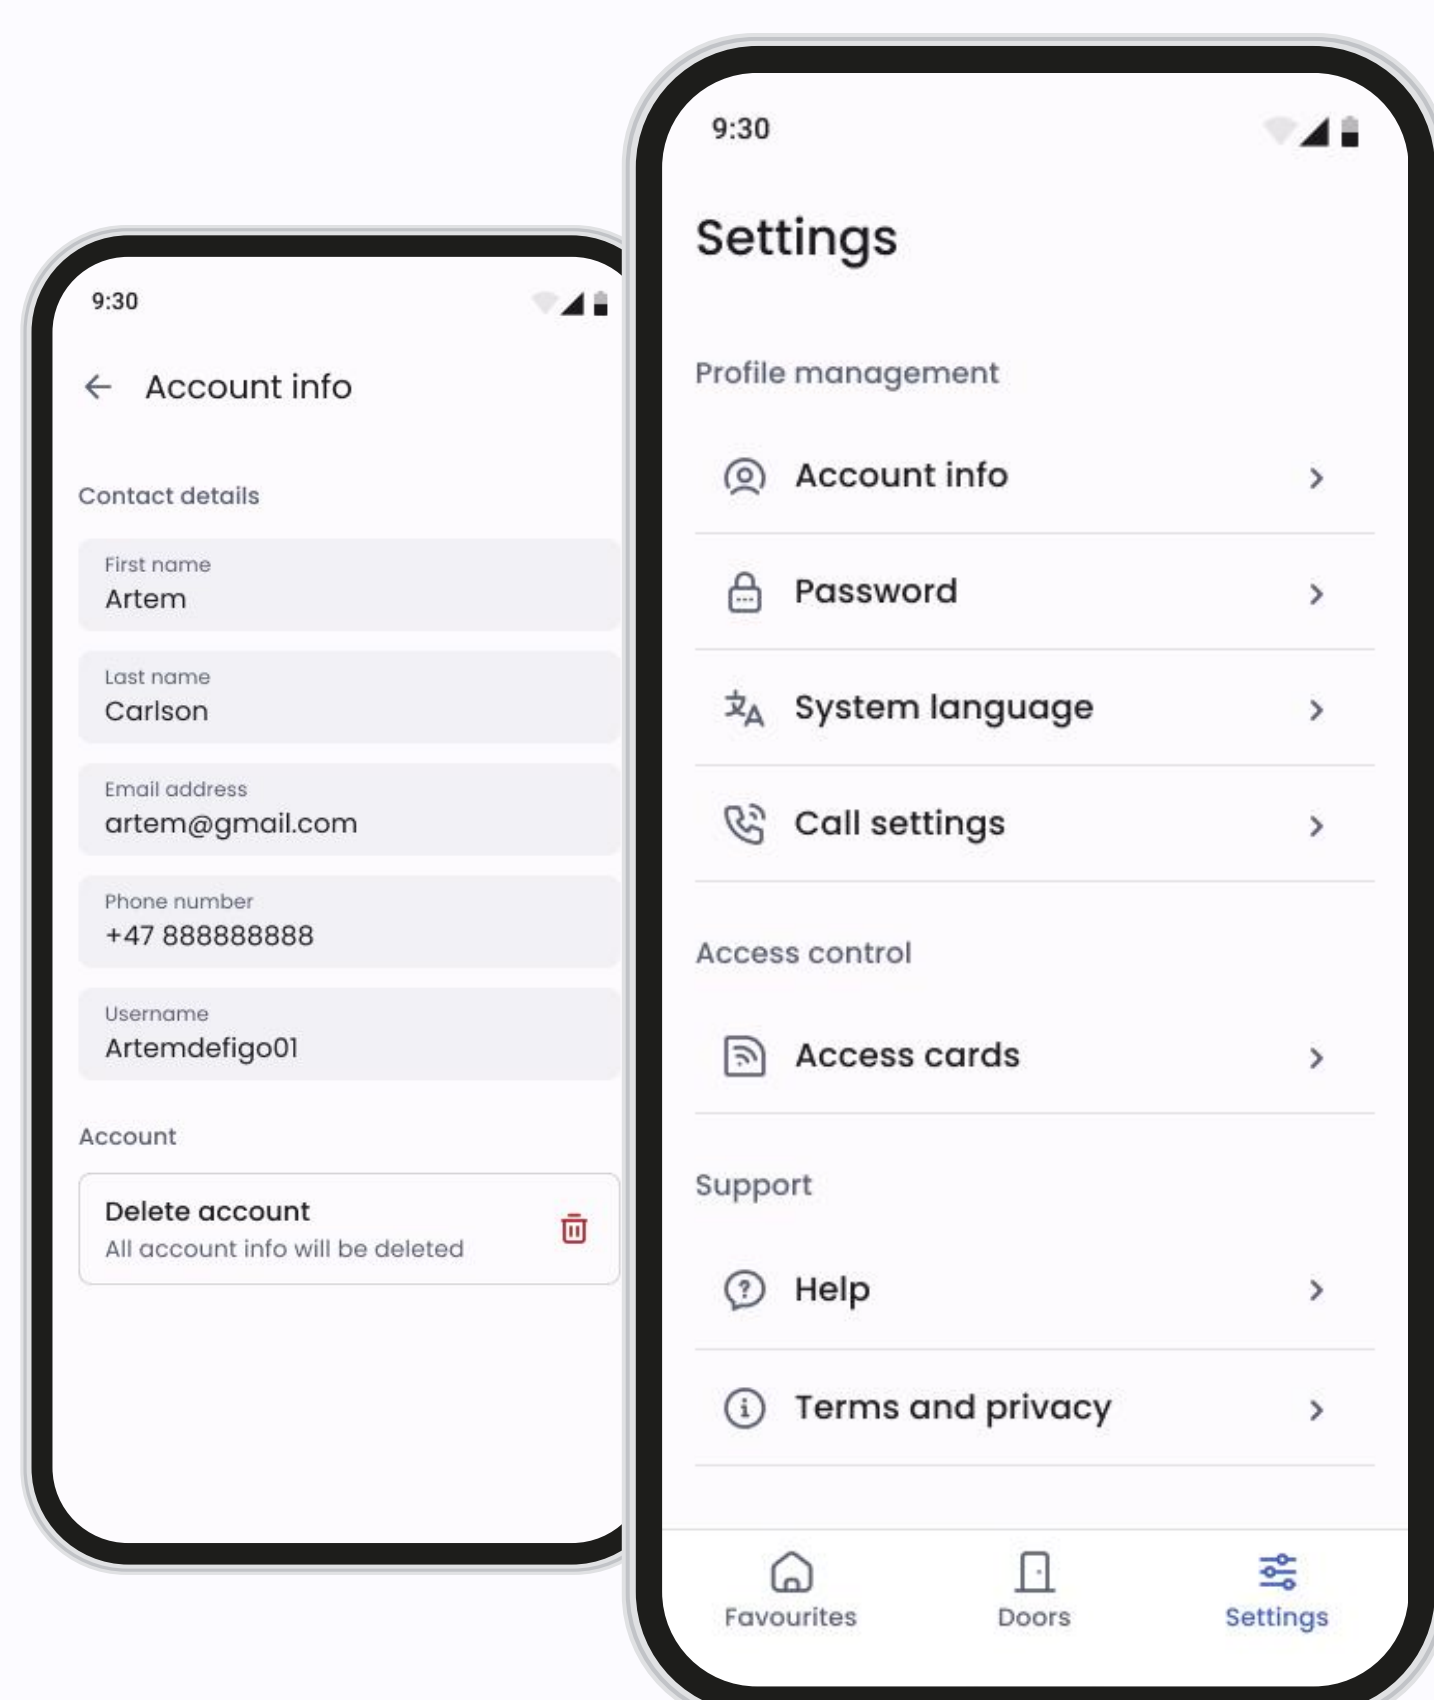 9:30
Account info
Contact details
First name
Artem
Last name
Carlson
Email address
artem@gmail.com
Phone number
+47 888888888
Username
Artemdefigo01
Account
Delete account
All account info will be deleted
9:30
Settings
Profile management
Account info
Password
System language
Call settings
Access control
Access cards
Support
Help
Terms and privacy
Favourites
Doors
Settings